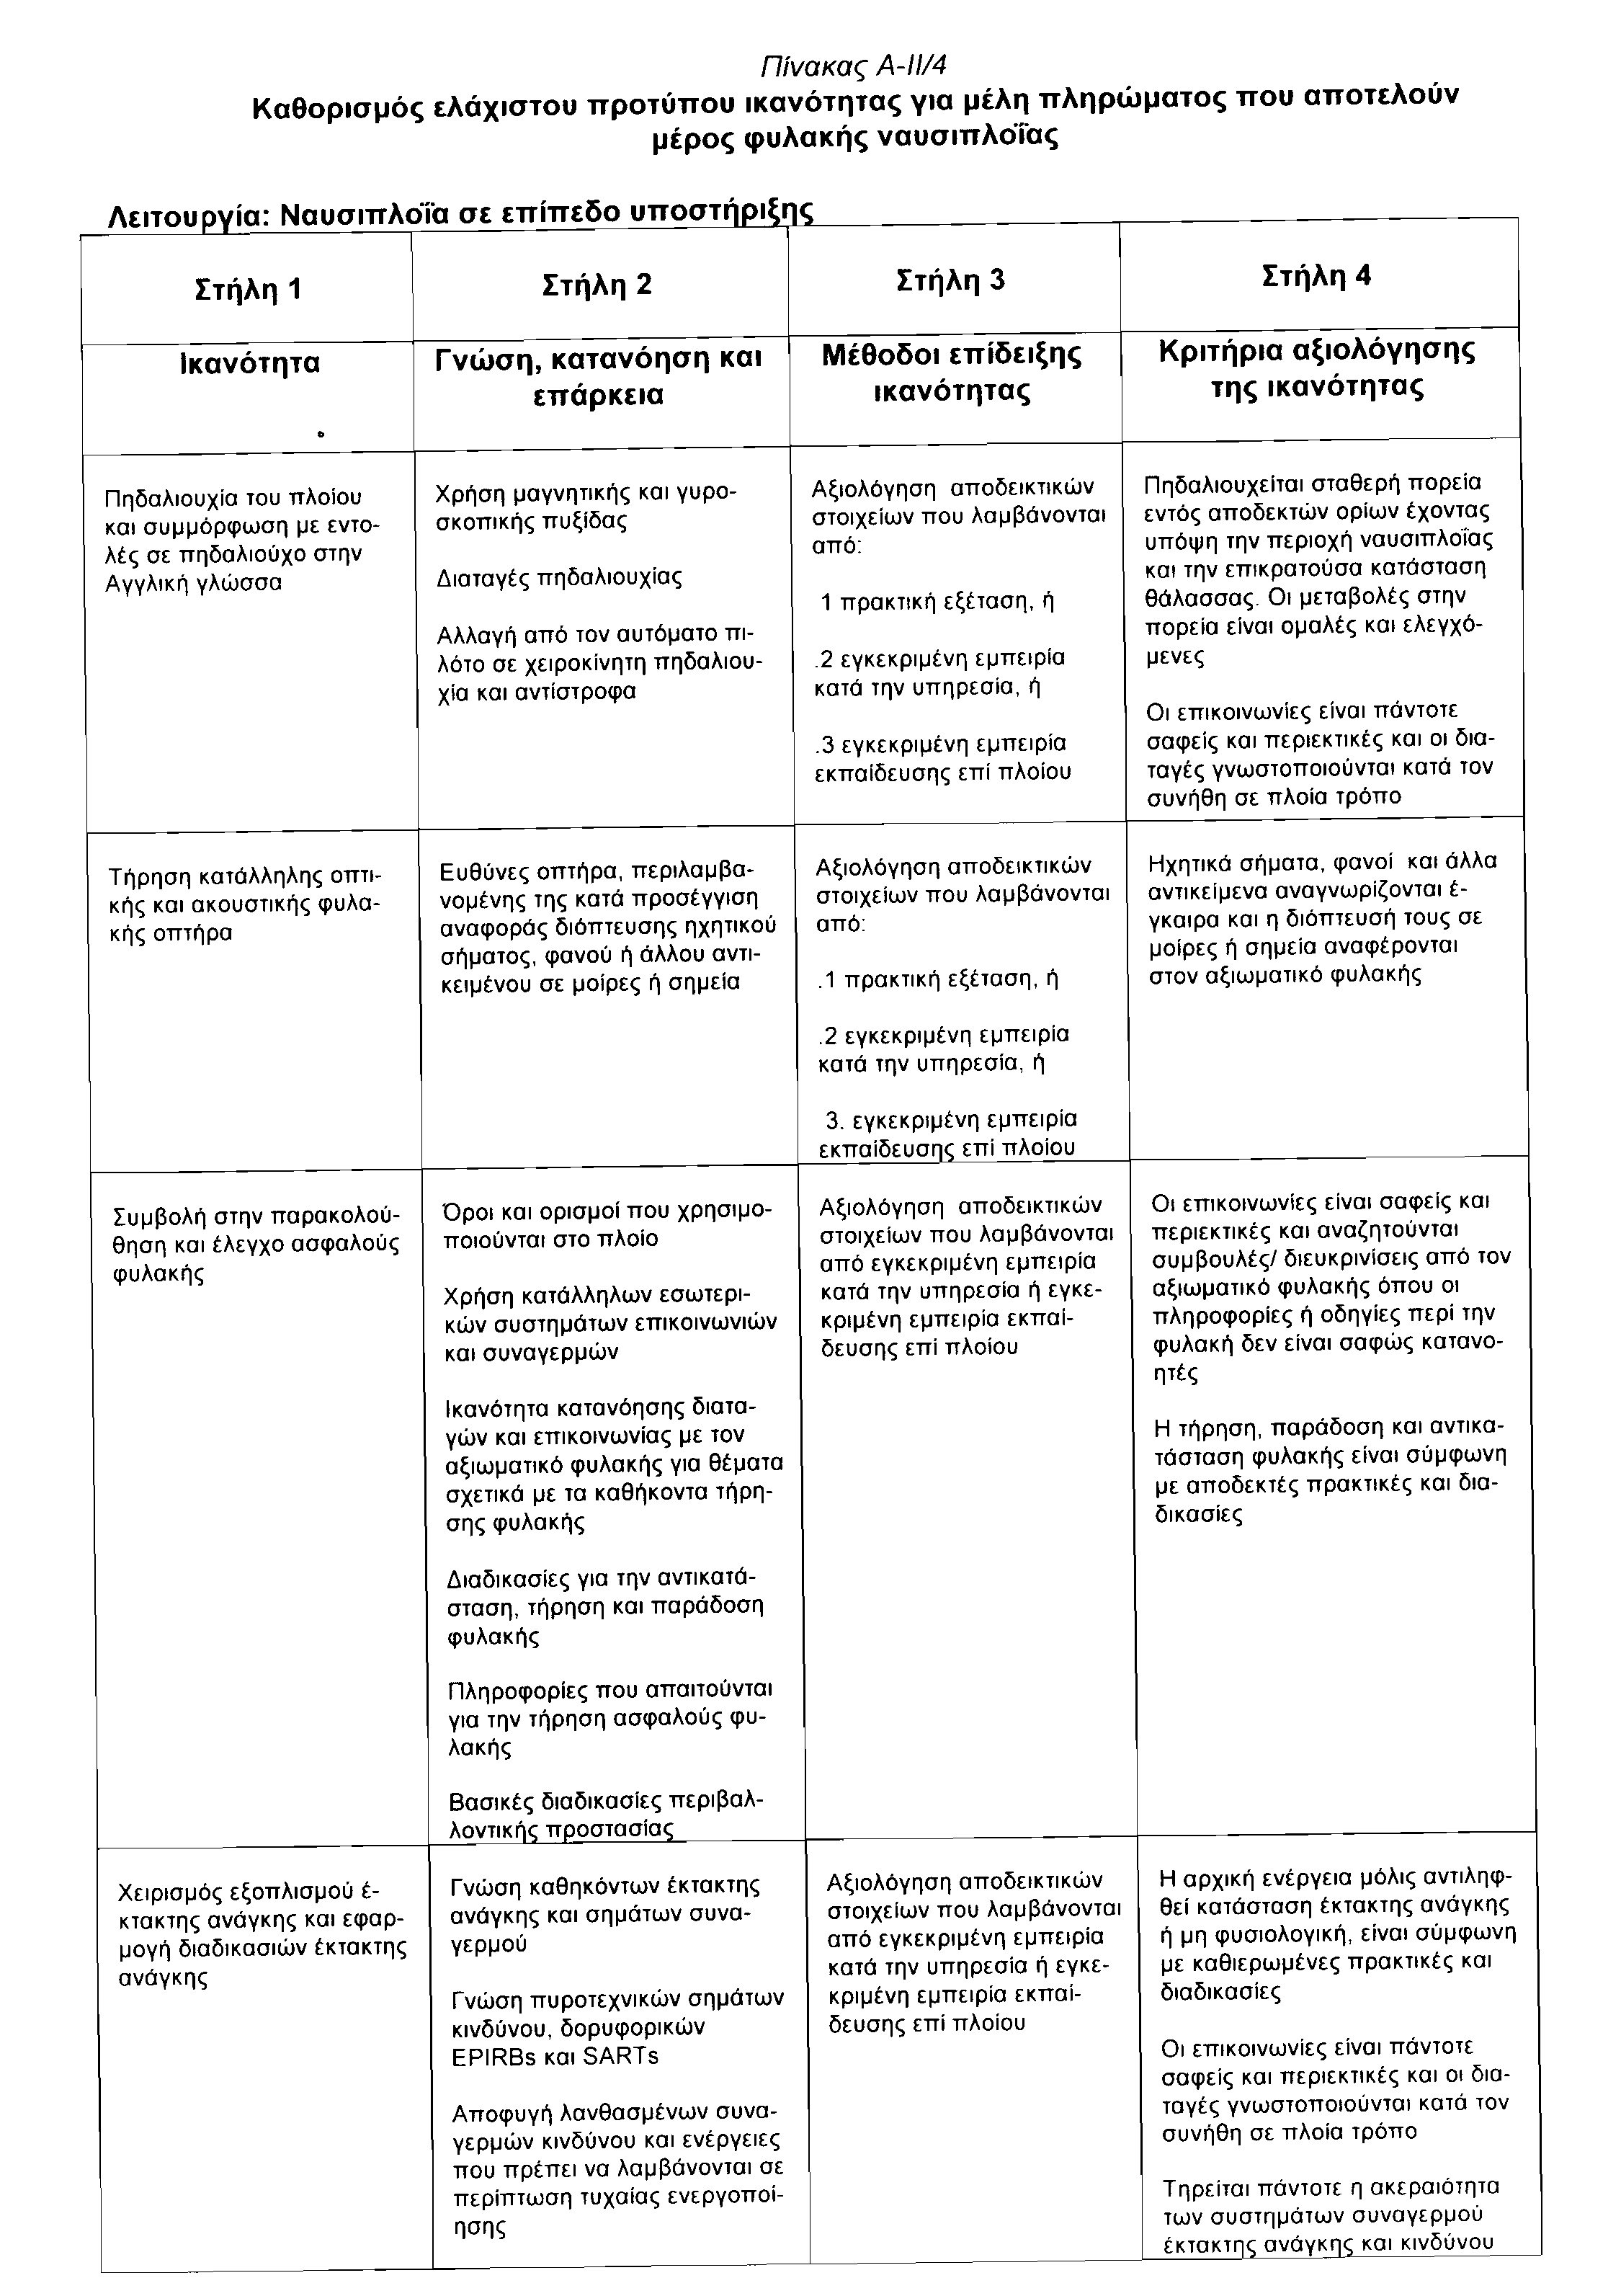 Πίνακας Α-ΙΙ/4
Καθορισμός ελάχιστου προτύπου ικανότητας για μέλη πληρώματος που αποτελούν
μέρος φυλακής ναυσιπλοΐας
Λειτουργία: Ναυσιπλοΐα σε επίπεδο υποστήριξης
Στήλη 1
Στήλη 2
Στήλη 3
Στήλη 4
Ικανότητα
Γνώση, κατανόηση και
επάρκεια
Μέθοδοι επίδειξης
ικανότητας
Κριτήρια αξιολόγησης
της ικανότητας
Πηδαλιουχία του πλοίου
και συμμόρφωση με εντο-
λές σε πηδαλιούχο στην
Αγγλική γλώσσα
Χρήση μαγνητικής και γυρο-
σκοπικής πυξίδας
Διαταγές πηδαλιουχίας
Αλλαγή από τον αυτόματο πι-
λότο σε χειροκίνητη πηδαλιου-
χία και αντίστροφα
Αξιολόγηση αποδεικτικών
στοιχείων που λαμβάνονται
από:
1 πρακτική εξέταση, ή
.2 εγκεκριμένη εμπειρία
κατά την υπηρεσία, ή
.3 εγκεκριμένη εμπειρία
εκπαίδευσης επί πλοίου
Πηδαλιουχείται σταθερή πορεία
εντός αποδεκτών ορίων έχοντας
υπόψη την περιοχή ναυσιπλοΐας
και την επικρατούσα κατάσταση
θάλασσας. Οι μεταβολές στην
πορεία είναι ομαλές και ελεγχό-
μενες
Οι επικοινωνίες είναι πάντοτε
σαφείς και περιεκτικές και οι δια-
ταγές γνωστοποιούνται κατά τον
συνήθη σε πλοία τρόπο
Τήρηση κατάλληλης οπτι-
κής και ακουστικής φυλα-
κής οπτήρα
Ευθύνες οπτήρα, περιλαμβα-
νομένης της κατά προσέγγιση
αναφοράς διόπτευσης ηχητικού
σήματος, φανού ή άλλου αντι-
κειμένου σε μοίρες ή σημεία
Αξιολόγηση αποδεικτικών
στοιχείων που λαμβάνονται
από:
.1 πρακτική εξέταση, ή
.2 εγκεκριμένη εμπειρία
κατά την υπηρεσία, ή
3. εγκεκριμένη εμπειρία
εκπαίδευσης επί πλοίου
Ηχητικά σήματα, φανοί και άλλα
αντικείμενα αναγνωρίζονται έ-
γκαιρα και η διόπτευσή τους σε
μοίρες ή σημεία αναφέρονται
στον αξιωματικό φυλακής
Συμβολή στην παρακολού-
θηση και έλεγχο ασφαλούς
φυλακής
Όροι και ορισμοί που χρησιμο-
ποιούνται στο πλοίο
Χρήση κατάλληλων εσωτερι-
κών συστημάτων επικοινωνιών
και συναγερμών
Ικανότητα κατανόησης διατα-
γών και επικοινωνίας με τον
αξιωματικό φυλακής για θέματα
σχετικά με τα καθήκοντα τήρη-
σης φυλακής
Διαδικασίες για την αντικατά-
σταση, τήρηση και παράδοση
φυλακής
Πληροφορίες που απαιτούνται
για την τήρηση ασφαλούς φυ-
λακής
Βασικές διαδικασίες περιβαλ-
λοντικής προστασίας
Αξιολόγηση αποδεικτικών
στοιχείων που λαμβάνονται
από εγκεκριμένη εμπειρία
κατά την υπηρεσία ή εγκε-
κριμένη εμπειρία εκπαί-
δευσης επί πλοίου
Οι επικοινωνίες είναι σαφείς και
περιεκτικές και αναζητούνται
συμβουλές/ διευκρινίσεις από τον
αξιωματικό φυλακής όπου οι
πληροφορίες ή οδηγίες περί την
φυλακή δεν είναι σαφώς κατανο-
ητές
Η τήρηση, παράδοση και αντικα-
τάσταση φυλακής είναι σύμφωνη
με αποδεκτές πρακτικές και δια-
δικασίες
Χειρισμός εξοπλισμού έ-
κτακτης ανάγκης και εφαρ-
μογή διαδικασιών έκτακτης
ανάγκης
Γνώση καθηκόντων έκτακτης
ανάγκης και σημάτων συνα-
γερμού
Γνώση πυροτεχνικών σημάτων
κινδύνου, δορυφορικών
EPIRBs και SARTs
Αποφυγή λανθασμένων συνα-
γερμών κινδύνου και ενέργειες
που πρέπει να λαμβάνονται σε
περίπτωση τυχαίας ενεργοποί-
ησης
Αξιολόγηση αποδεικτικών
στοιχείων που λαμβάνονται
από εγκεκριμένη εμπειρία
κατά την υπηρεσία ή εγκε-
κριμένη εμπειρία εκπαί-
δευσης επί πλοίου
Η αρχική ενέργεια μόλις αντιληφ-
θεί κατάσταση έκτακτης ανάγκης
ή μη φυσιολογική, είναι σύμφωνη
με καθιερωμένες πρακτικές και
διαδικασίες
Οι επικοινωνίες είναι πάντοτε
σαφείς και περιεκτικές και οι δια-
ταγές γνωστοποιούνται κατά τον
συνήθη σε πλοία τρόπο
Τηρείται πάντοτε η ακεραιότητα
των συστημάτων συναγερμού
έκτακτης ανάγκης και κινδύνου